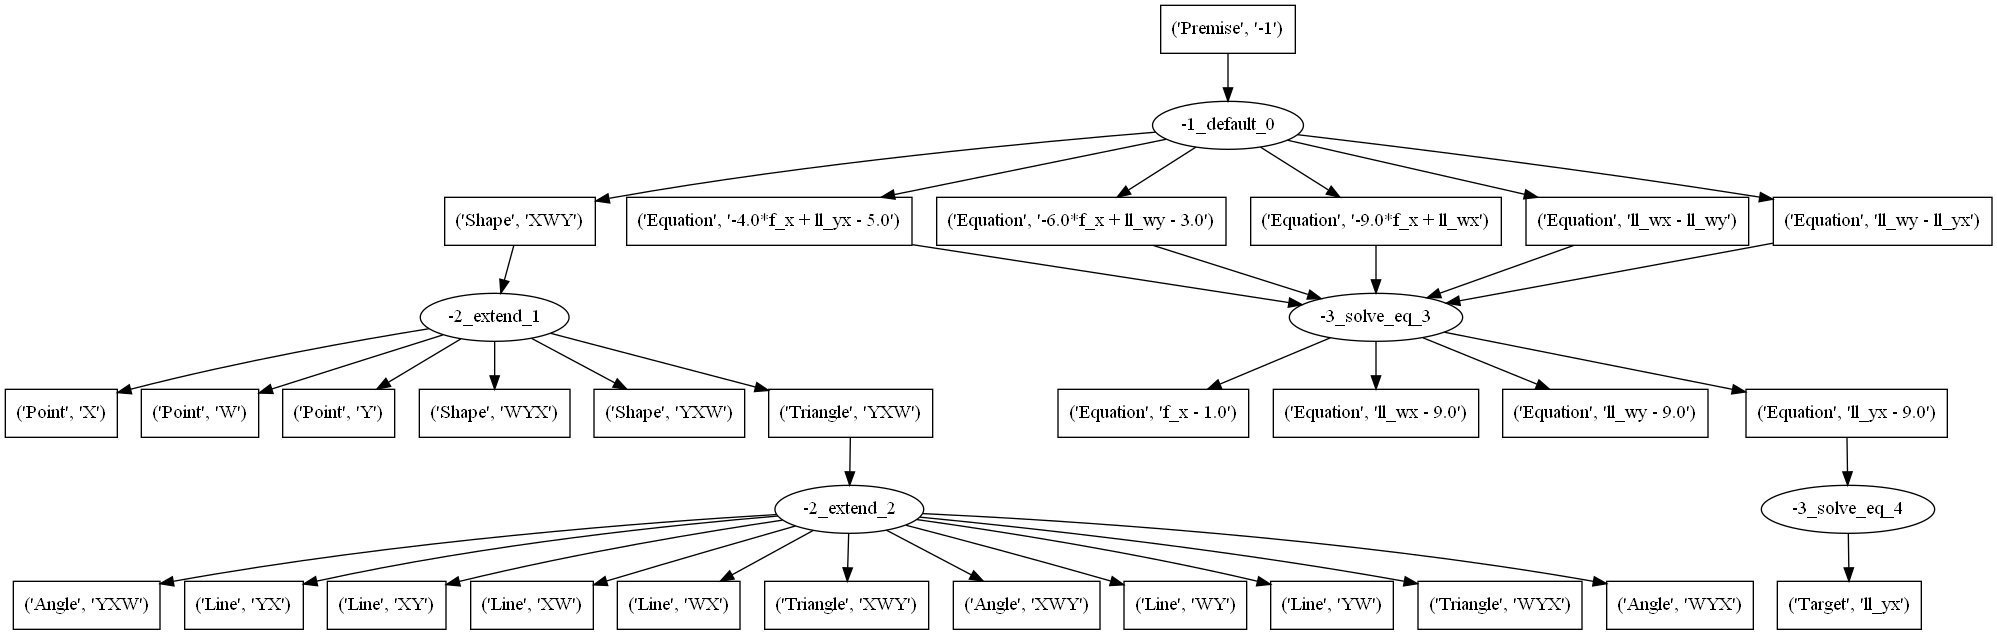 ('Premise', '-1')
-1_default_0
('Shape', 'XWY')
('Equation', '-4.0*f_x + ll_yx - 5.0')
('Equation', '-6.0*f_x + ll_wy - 3.0')
('Equation', '-9.0*f_x + ll_wx')
('Equation', 'll_wx - ll_wy')
('Equation', 'll_wy - ll_yx')
-2_extend_1
-3_solve_eq_3
('Point', 'X')
('Point', 'W')
('Point', 'Y')
('Shape', 'WYX')
('Shape', 'YXW')
('Triangle', 'YXW')
('Equation', 'f_x - 1.0')
('Equation', 'll_wx - 9.0')
('Equation', 'll_wy - 9.0')
('Equation', 'll_yx - 9.0')
-2_extend_2
-3_solve_eq_4
('Angle', 'YXW')
('Line', 'YX')
('Line', 'XY')
('Line', 'XW')
('Line', 'WX')
('Triangle', 'XWY')
('Angle', 'XWY')
('Line', 'WY')
('Line', 'YW')
('Triangle', 'WYX')
('Angle', 'WYX')
('Target', 'll_yx')